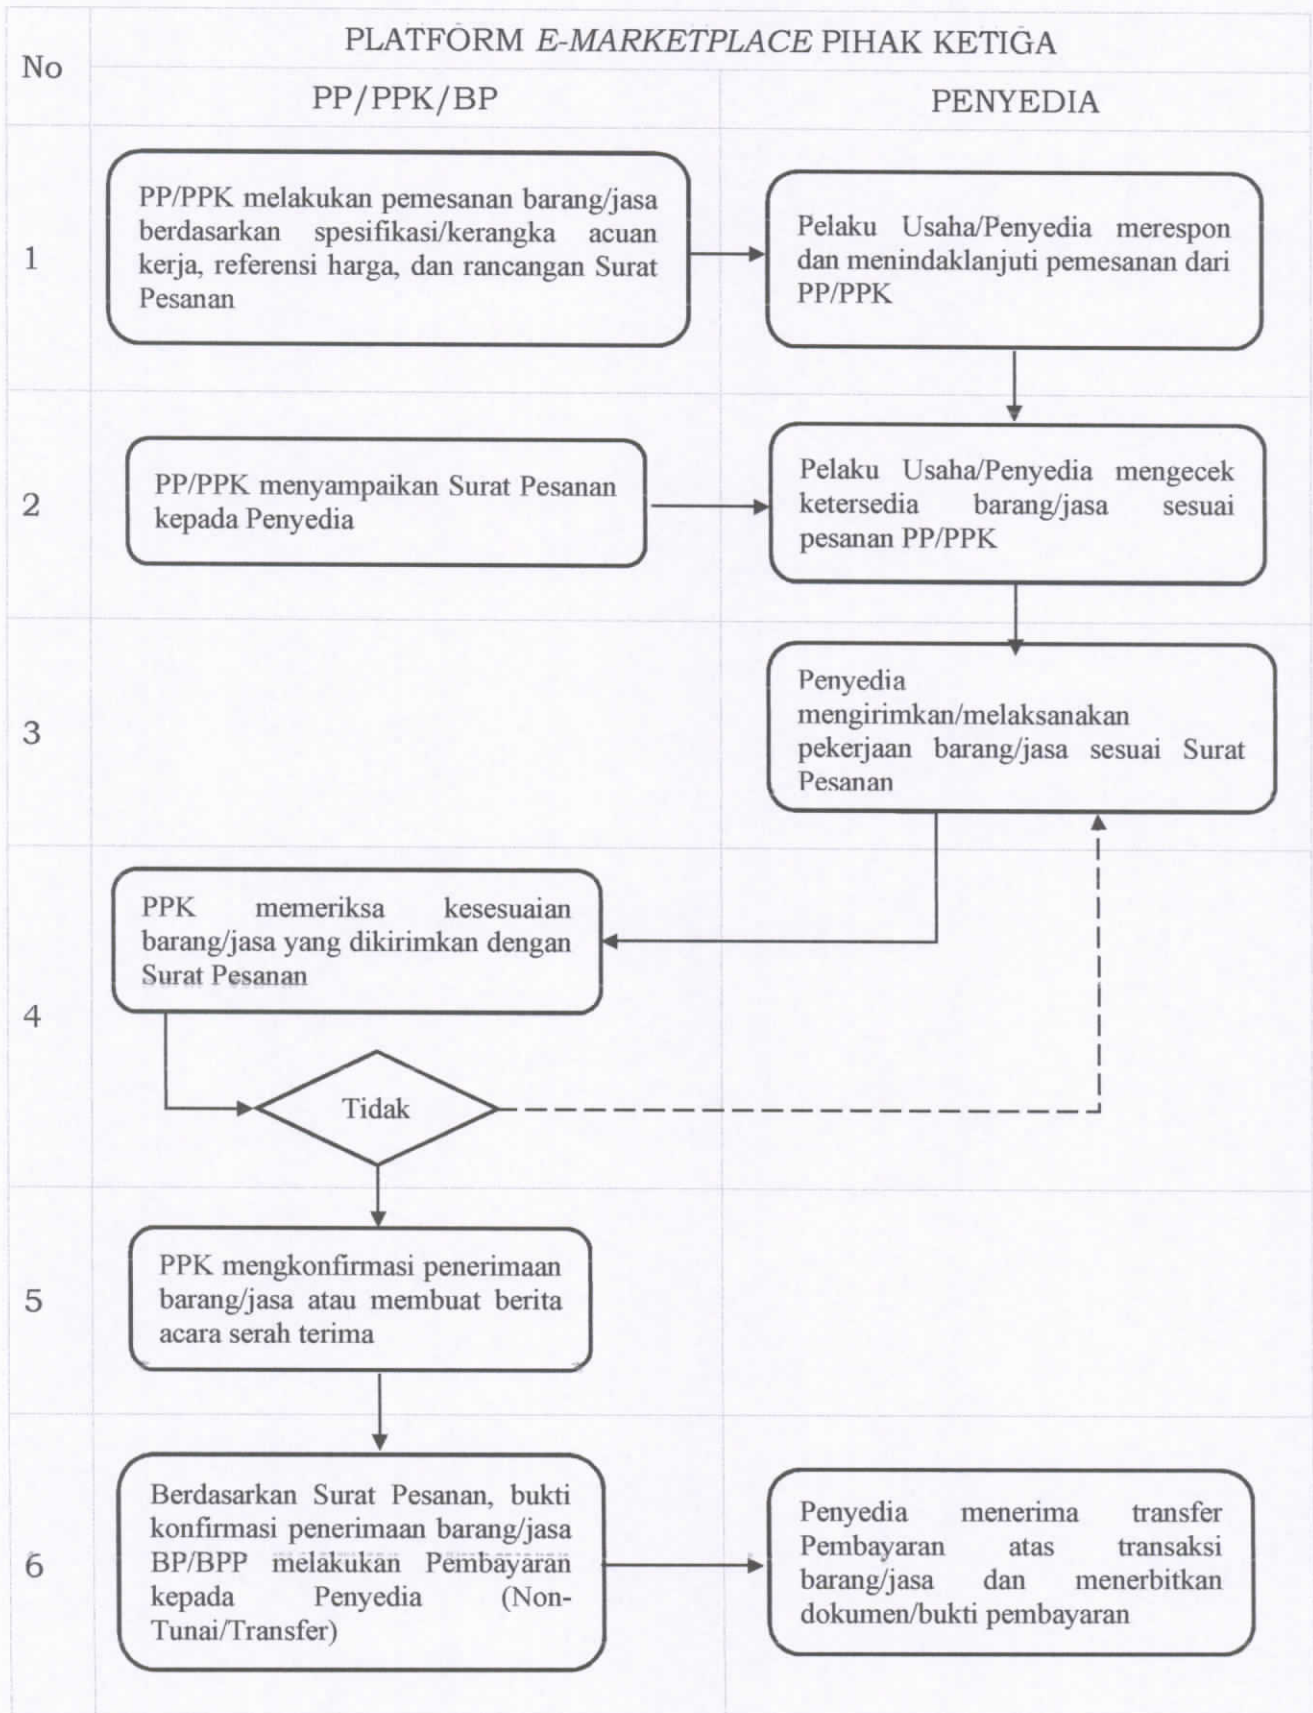 No
PLATFORM E-MARKETPLACE PIHAK KETIGA
PP/PPK/BP
PENYEDIA
1
PP/PPK melakukan pemesanan barang/jasa
berdasarkan spesifikasi/kerangka acuan
kerja, referensi harga, dan rancangan Surat
Pesanan
Pelaku Usaha/Penyedia merespon
dan menindaklanjuti pemesanan dari
PP/PPK
2
PP/PPK menyampaikan Surat Pesanan
kepada Penyedia
Pelaku Usaha/Penyedia mengecek
ketersedia barang/jasa sesuai
pesanan PP/PPK
3
Penyedia
mengirimkan/melaksanakan
pekerjaan barang/jasa sesuai Surat
Pesanan
4
PPK memeriksa kesesuaian
barang/jasa yang dikirimkan dengan
Surat Pesanan
Tidak
5
PPK mengkonfirmasi penerimaan
barang/jasa atau membuat berita
acara serah terima
6
Berdasarkan Surat Pesanan, bukti
konfirmasi penerimaan barang/jasa
BP/BPP melakukan Pembayaran
kepada Penyedia (Non-
Tunai/Transfer)
Penyedia menerima transfer
Pembayaran atas transaksi
barang/jasa dan menerbitkan
dokumen/bukti pembayaran